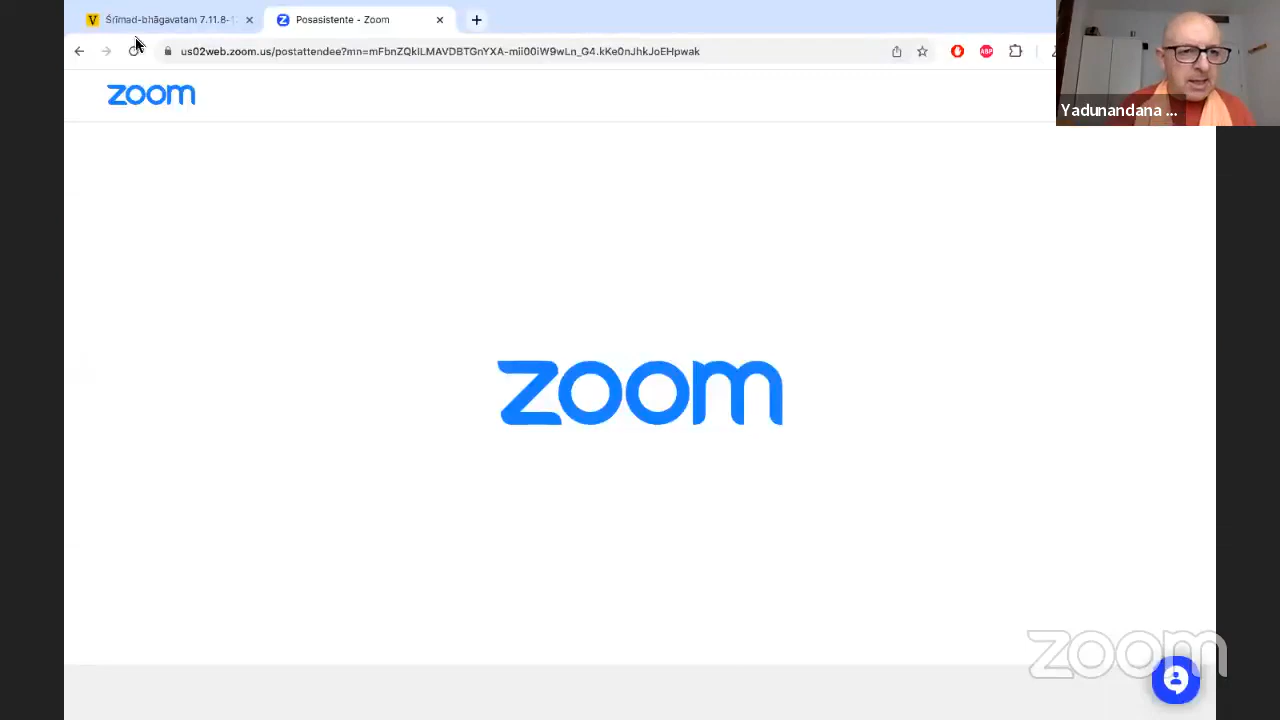 Śrīmad-bhāgavatam 7.11.8-
Posasistente - Zoom
us02web.zoom.us/postattendee?mn=mFbnZQkILMAVDBTGnYXA-mii00iW9wLn_G4.kKe0nJhkJoEHpwak
ABP
Yadunandana ...
zoom
zoom
zoom